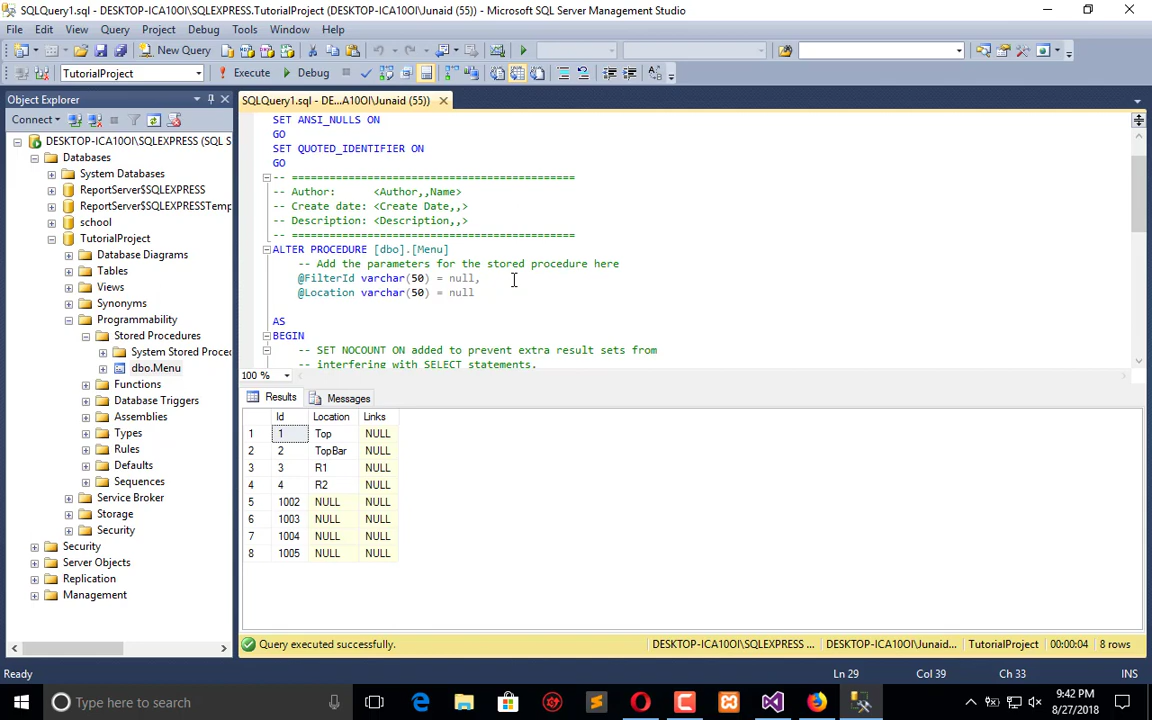 SQLQuery1.sql - DESKTOP-ICA10OI\SQLEXPRESS.TutorialProject (DESKTOP-ICA10OI\Junaid (55)) - Microsoft SQL Server Management Studio
File Edit View Query Project Debug Tools Window Help
New Query
TutorialProject Execute Debug
Object Explorer
Connect
DESKTOP-ICA10OI\SQLEXPRESS (SQL S
Databases
System Databases
ReportServer$SQLEXPRESS
ReportServer$SQLEXPRESSTemp
school
TutorialProject
Database Diagrams
Tables
Views
Synonyms
Programmability
Stored Procedures
System Stored Proce
dbo.Menu
Functions
Database Triggers
Assemblies
Types
Rules
Defaults
Sequences
Service Broker
Storage
Security
Security
Server Objects
Replication
Management
SQLQuery1.sql - DE...A10OI\Junaid (55))
SET ANSI_NULLS ON
GO
SET QUOTED_IDENTIFIER ON
GO
-- =============================================
-- Author: <Author,,Name>
-- Create date: <Create Date,,>
-- Description: <Description,,>
-- =============================================
ALTER PROCEDURE [dbo].[Menu]
-- Add the parameters for the stored procedure here
@FilterId varchar(50) = null,
@Location varchar(50) = null
AS
BEGIN
-- SET NOCOUNT ON added to prevent extra result sets from
-- interfering with SELECT statements.
100 %
Results Messages
Id Location Links
1 1 Top NULL
2 2 TopBar NULL
3 3 R1 NULL
4 4 R2 NULL
5 1002 NULL NULL
6 1003 NULL NULL
7 1004 NULL NULL
8 1005 NULL NULL
Query executed successfully. DESKTOP-ICA10OI\SQLEXPRESS ... DESKTOP-ICA10OI\Junaid... TutorialProject 00:00:04 8 rows
Ready Ln 29 Col 39 Ch 33 INS
Type here to search
9:42 PM
8/27/2018